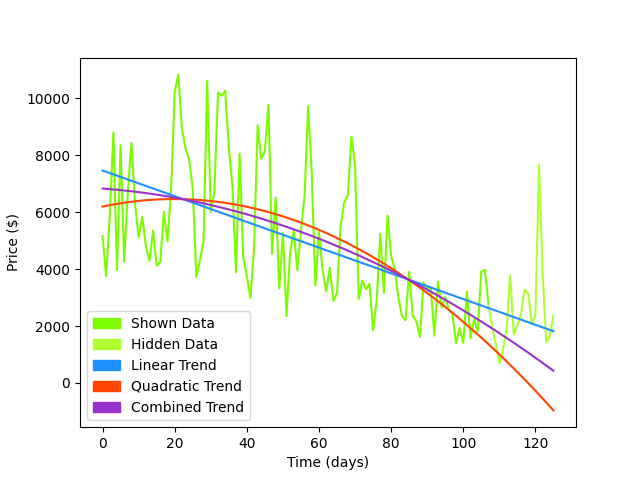 10000
8000
6000
4000
2000
0
Price ($)
Shown Data
Hidden Data
Linear Trend
Quadratic Trend
Combined Trend
0 20 40 60 80 100 120
Time (days)